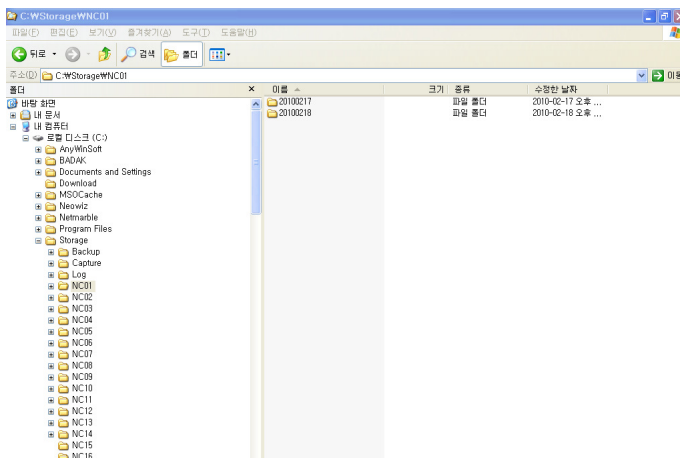 C:\Storage\NC01
파일(F) 편집(E) 보기(V) 즐겨찾기(A) 도구(T) 도움말(H)
뒤로 검색 폴더
주소(D) C:\Storage\NC01 이동
폴더 × 이름 크기 종류 수정한 날짜
바탕 화면 20100217 파일 폴더 2010-02-17 오후 ...
내 문서 20100218 파일 폴더 2010-02-18 오후 ...
내 컴퓨터
로컬 디스크 (C:)
AnyWinSoft
BADAK
Documents and Settings
Download
MSOCache
Neowiz
Netmarble
Program Files
Storage
Backup
Capture
Log
NC01
NC02
NC03
NC04
NC05
NC06
NC07
NC08
NC09
NC10
NC11
NC12
NC13
NC14
NC15
NC16